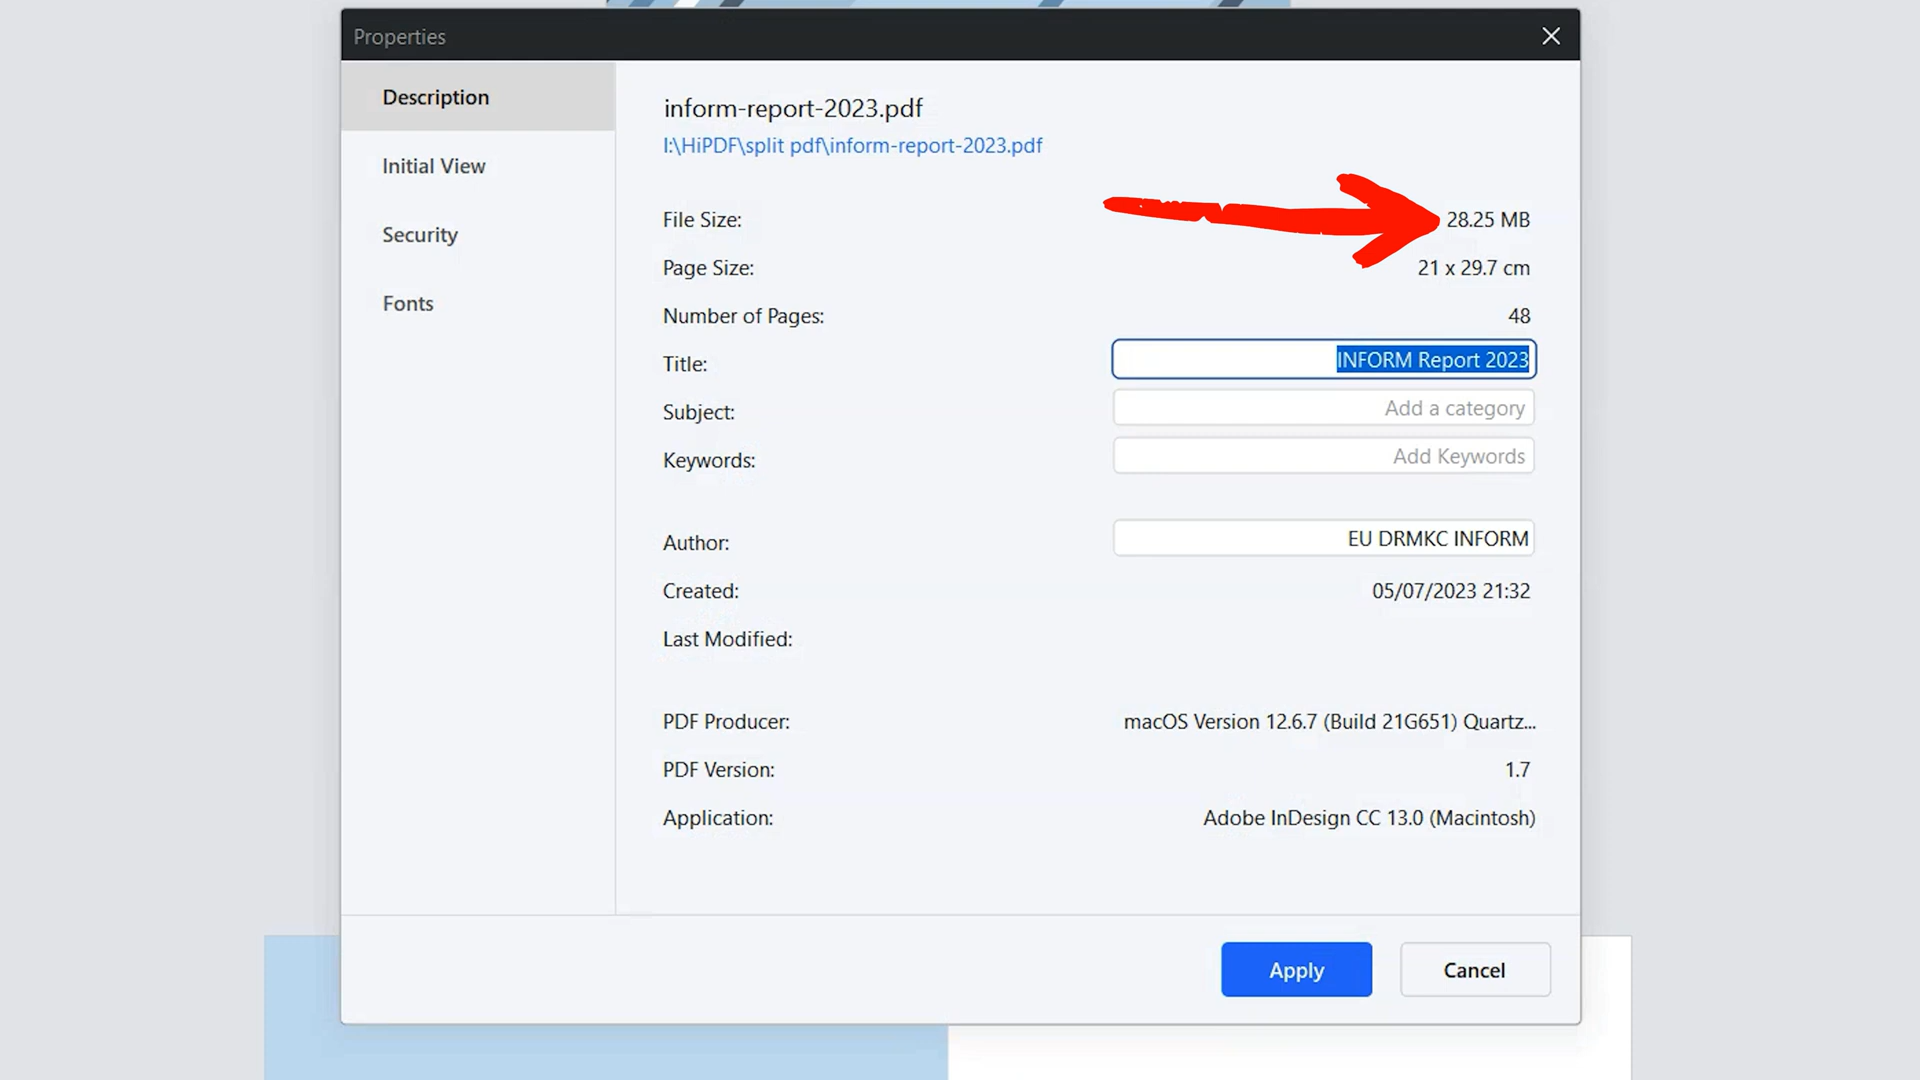 Properties
Description
Initial View
Security
Fonts
inform-report-2023.pdf
I:\HiPDF\split pdf\inform-report-2023.pdf
File Size: 28.25 MB
Page Size: 21 x 29.7 cm
Number of Pages: 48
Title: INFORM Report 2023
Subject: Add a category
Keywords: Add Keywords
Author: EU DRMKC INFORM
Created: 05/07/2023 21:32
Last Modified:
PDF Producer: macOS Version 12.6.7 (Build 21G651) Quartz...
PDF Version: 1.7
Application: Adobe InDesign CC 13.0 (Macintosh)
Apply Cancel